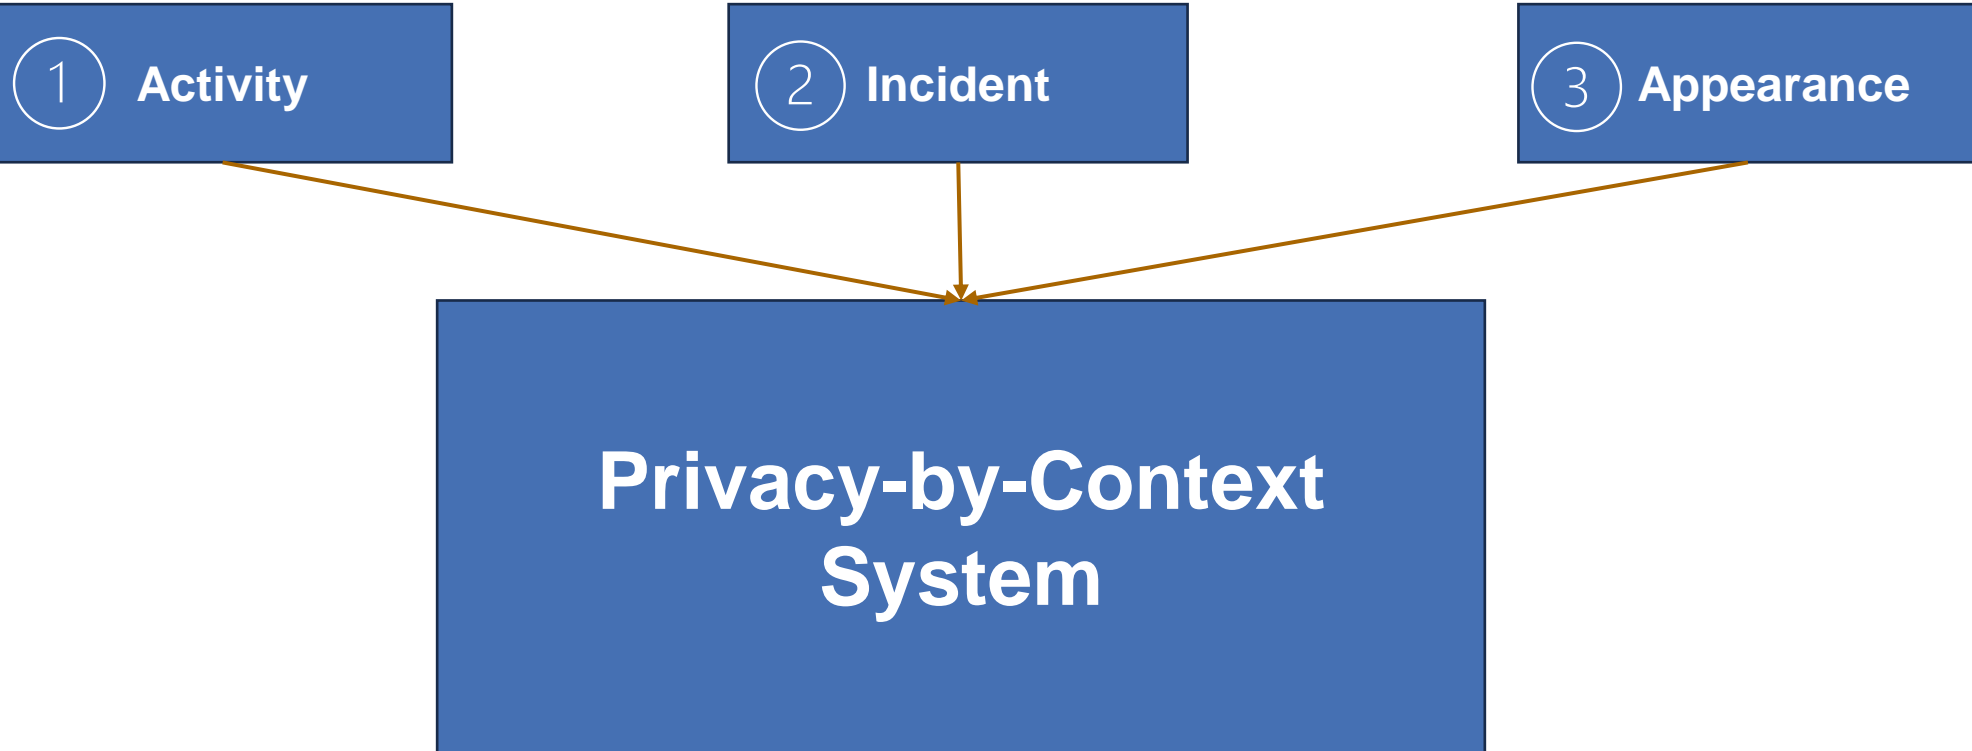 1 Activity
2 Incident
3 Appearance
Privacy-by-Context
System